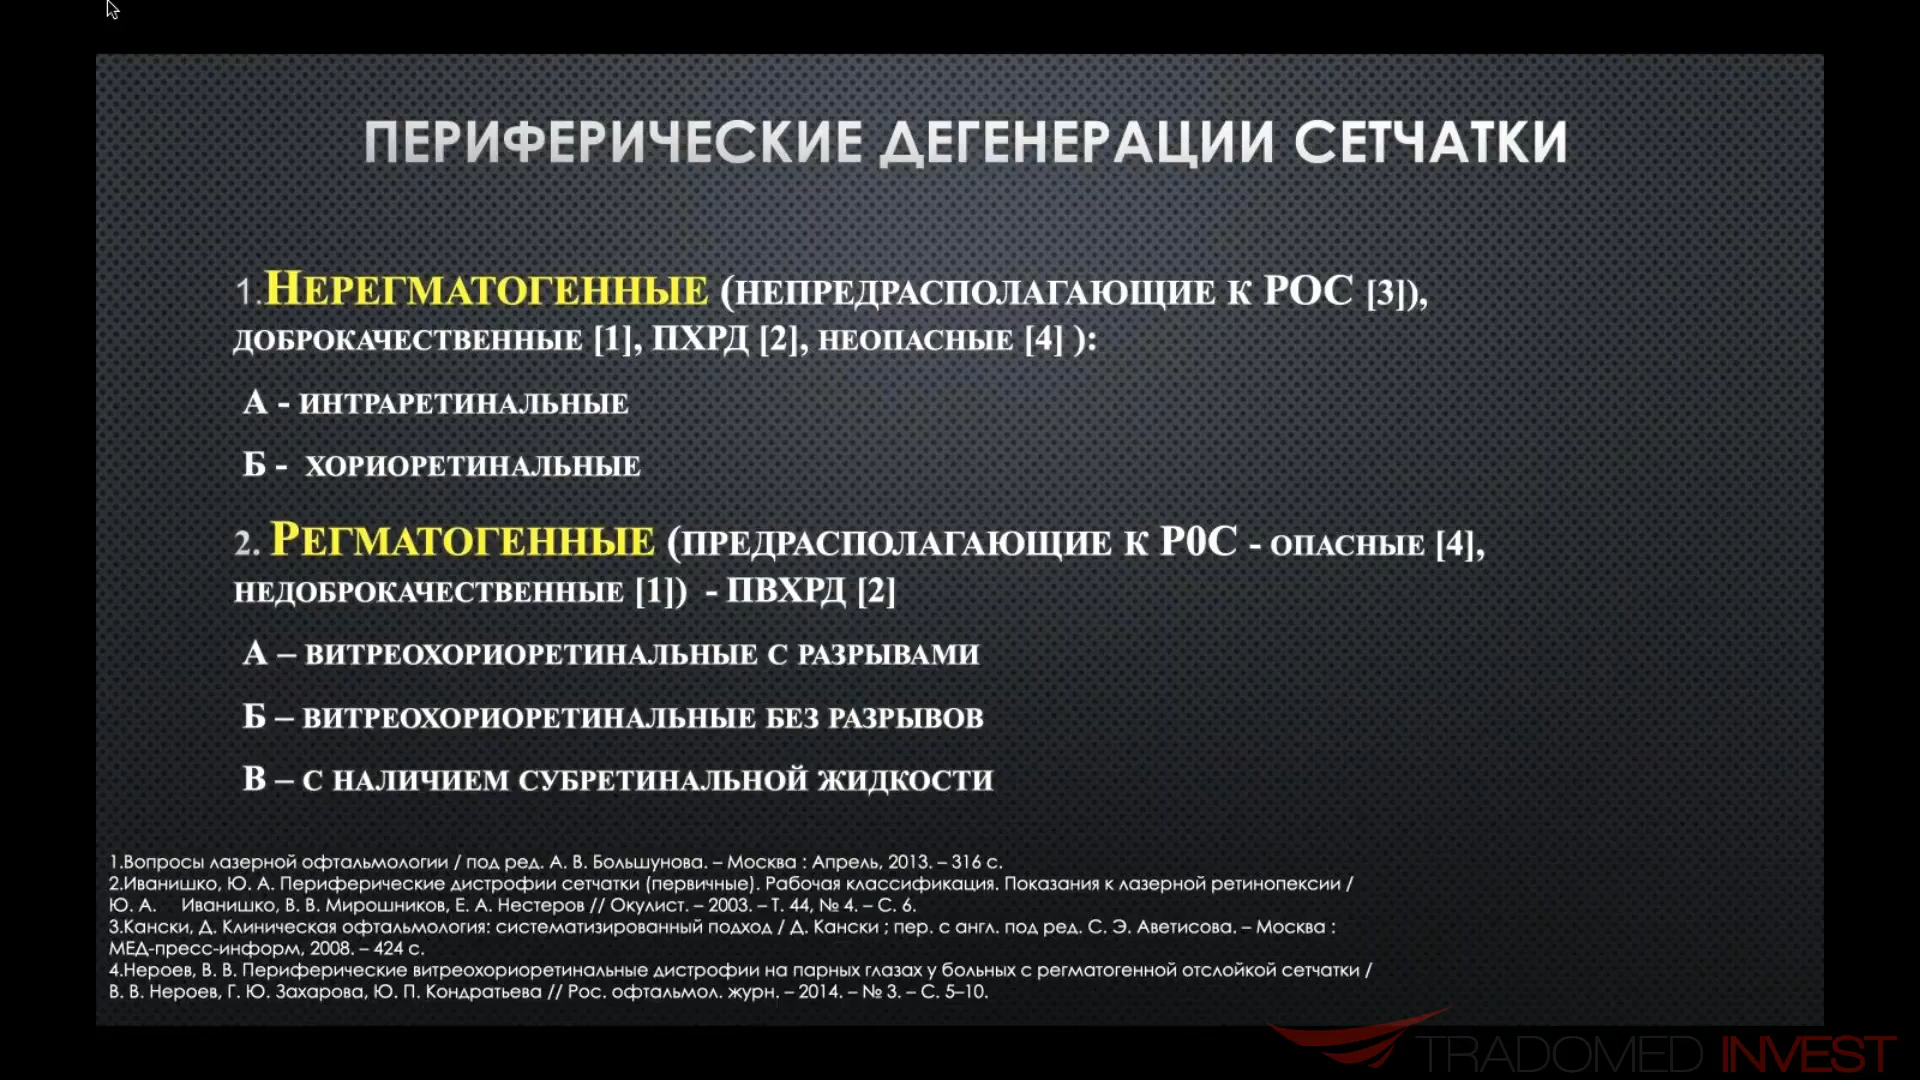 ПЕРИФЕРИЧЕСКИЕ ДЕГЕНЕРАЦИИ СЕТЧАТКИ
1.НЕРЕГМАТОГЕННЫЕ (НЕПРЕДРАСПОЛАГАЮЩИЕ К РОС [3]),
ДОБРОКАЧЕСТВЕННЫЕ [1], ПХРД [2], НЕОПАСНЫЕ [4] ):
А - ИНТРАРЕТИНАЛЬНЫЕ
Б - ХОРИОРЕТИНАЛЬНЫЕ
2. РЕГМАТОГЕННЫЕ (ПРЕДРАСПОЛАГАЮЩИЕ К Р0С - ОПАСНЫЕ [4],
НЕДОБРОКАЧЕСТВЕННЫЕ [1]) - ПВХРД [2]
А – ВИТРЕОХОРИОРЕТИНАЛЬНЫЕ С РАЗРЫВАМИ
Б – ВИТРЕОХОРИОРЕТИНАЛЬНЫЕ БЕЗ РАЗРЫВОВ
В – С НАЛИЧИЕМ СУБРЕТИНАЛЬНОЙ ЖИДКОСТИ
1.Вопросы лазерной офтальмологии / под ред. А. В. Большунова. – Москва : Апрель, 2013. – 316 с.
2.Иванишко, Ю. А. Периферические дистрофии сетчатки (первичные). Рабочая классификация. Показания к лазерной ретинопексии /
Ю. А. Иванишко, В. В. Мирошников, Е. А. Нестеров // Окулист. – 2003. – Т. 44, № 4. – С. 6.
3.Кански, Д. Клиническая офтальмология: систематизированный подход / Д. Кански ; пер. с англ. под ред. С. Э. Аветисова. – Москва :
МЕД-пресс-информ, 2008. – 424 с.
4.Нероев, В. В. Периферические витреохориоретинальные дистрофии на парных глазах у больных с регматогенной отслойкой сетчатки /
В. В. Нероев, Г. Ю. Захарова, Ю. П. Кондратьева // Рос. офтальмол. журн. – 2014. – № 3. – С. 5–10.
TRADOMED INVEST